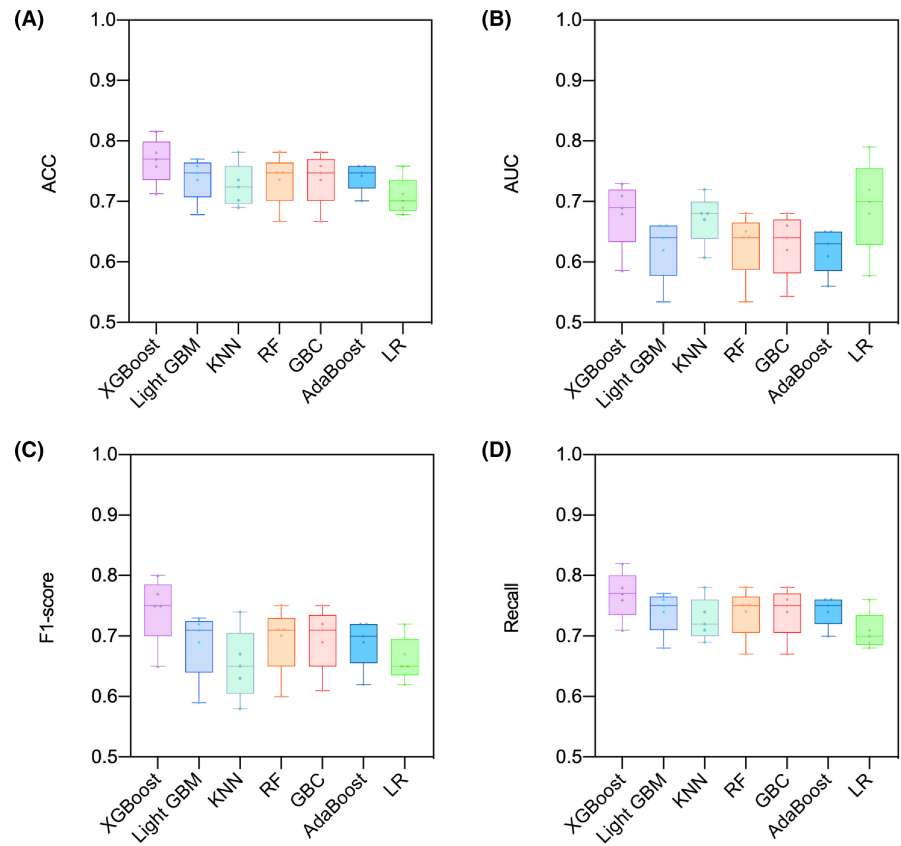 (A)
1.0
0.9
0.8
0.7
0.6
0.5
ACC
XGBoost
Light GBM
KNN
RF
GBC
AdaBoost
LR
(B)
1.0
0.9
0.8
0.7
0.6
0.5
AUC
XGBoost
Light GBM
KNN
RF
GBC
AdaBoost
LR
(C)
1.0
0.9
0.8
0.7
0.6
0.5
F1-score
XGBoost
Light GBM
KNN
RF
GBC
AdaBoost
LR
(D)
1.0
0.9
0.8
0.7
0.6
0.5
Recall
XGBoost
Light GBM
KNN
RF
GBC
AdaBoost
LR